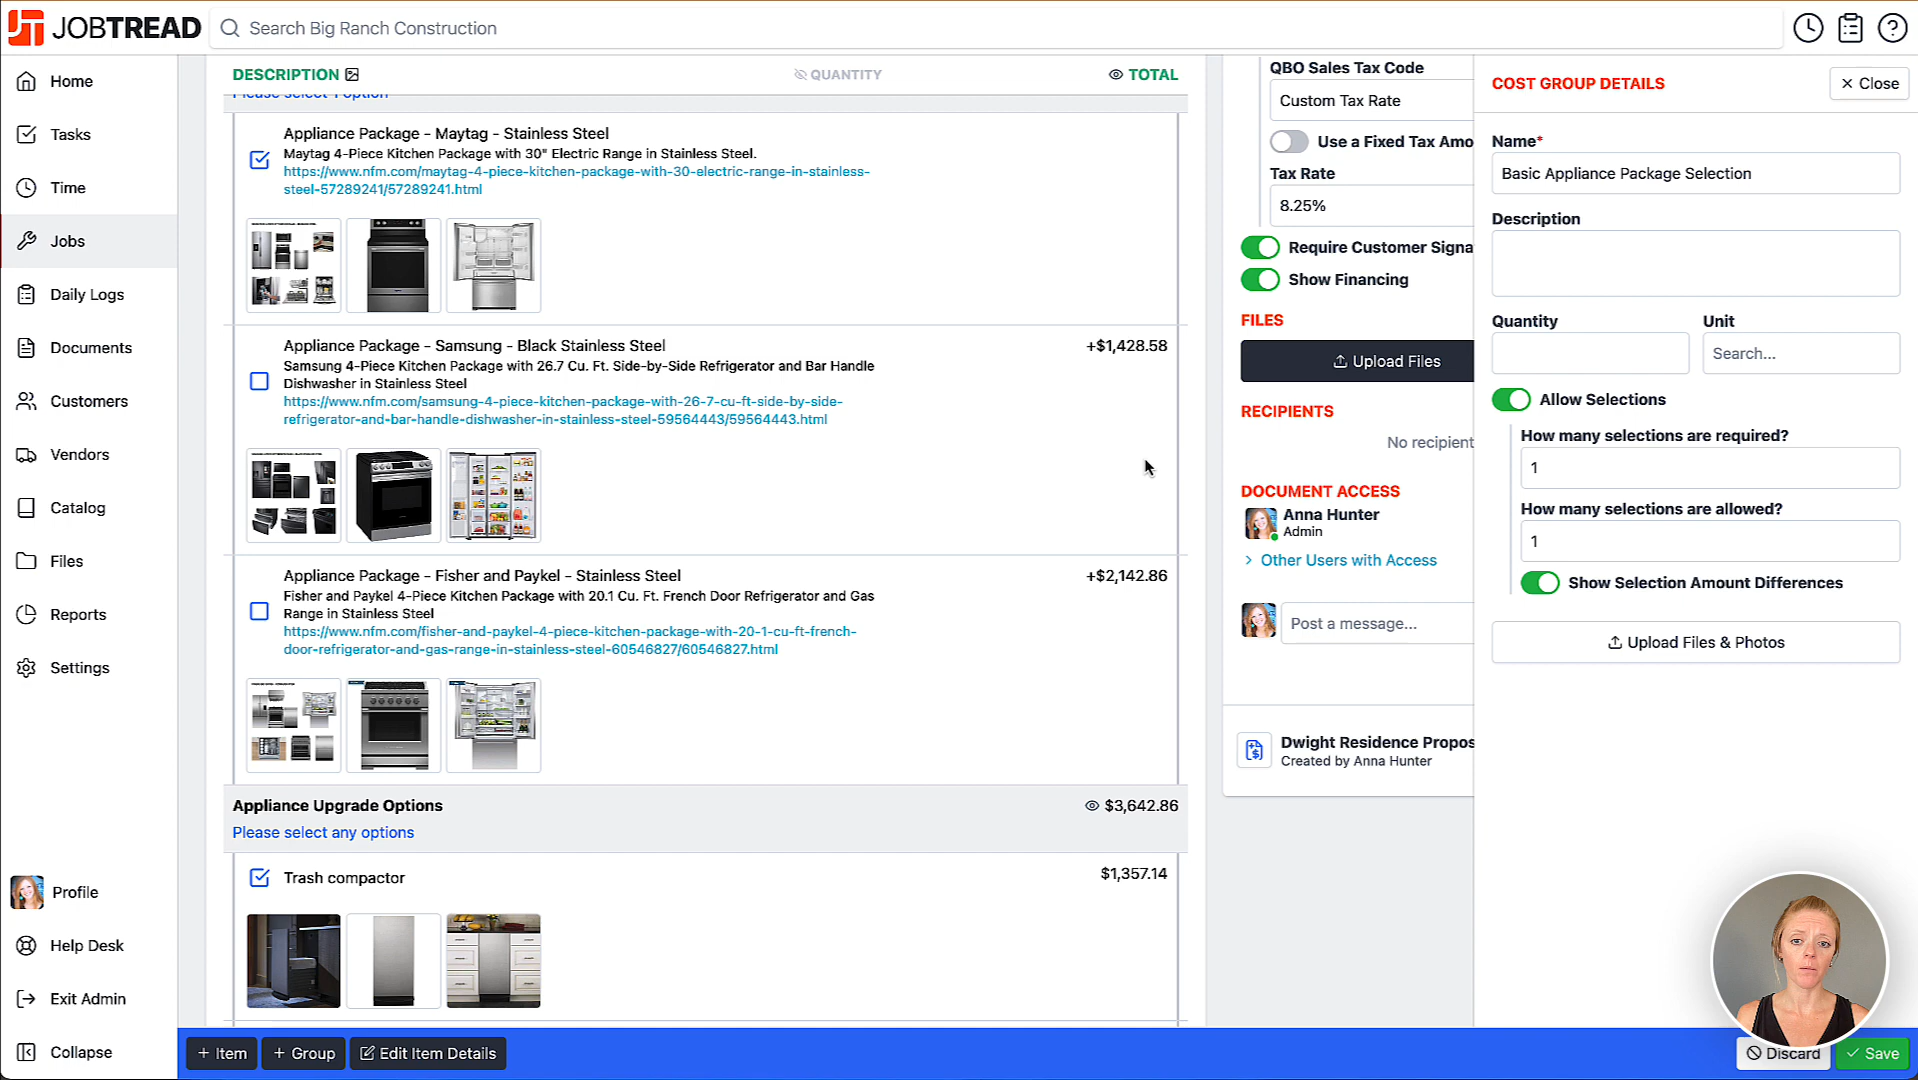 JOBTREAD
Search Big Ranch Construction
Home
Tasks
Time
Jobs
Daily Logs
Documents
Customers
Vendors
Catalog
Files
Reports
Settings
Profile
Help Desk
Exit Admin
Collapse
DESCRIPTION
QUANTITY
TOTAL
Please select 1 option
Appliance Package - Maytag - Stainless Steel
Maytag 4-Piece Kitchen Package with 30" Electric Range in Stainless Steel.
https://www.nfm.com/maytag-4-piece-kitchen-package-with-30-electric-range-in-stainless-
steel-57289241/57289241.html
Appliance Package - Samsung - Black Stainless Steel
+$1,428.58
Samsung 4-Piece Kitchen Package with 26.7 Cu. Ft. Side-by-Side Refrigerator and Bar Handle
Dishwasher in Stainless Steel
https://www.nfm.com/samsung-4-piece-kitchen-package-with-26-7-cu-ft-side-by-side-
refrigerator-and-bar-handle-dishwasher-in-stainless-steel-59564443/59564443.html
Appliance Package - Fisher and Paykel - Stainless Steel
+$2,142.86
Fisher and Paykel 4-Piece Kitchen Package with 20.1 Cu. Ft. French Door Refrigerator and Gas
Range in Stainless Steel
https://www.nfm.com/fisher-and-paykel-4-piece-kitchen-package-with-20-1-cu-ft-french-
door-refrigerator-and-gas-range-in-stainless-steel-60546827/60546827.html
Appliance Upgrade Options
$3,642.86
Please select any options
Trash compactor
$1,357.14
+ Item
+ Group
Edit Item Details
QBO Sales Tax Code
Custom Tax Rate
Use a Fixed Tax Amo
Tax Rate
8.25%
Require Customer Signa
Show Financing
FILES
Upload Files
RECIPIENTS
No recipient
DOCUMENT ACCESS
Anna Hunter
Admin
Other Users with Access
Post a message...
Dwight Residence Propos
Created by Anna Hunter
COST GROUP DETAILS
Close
Name*
Basic Appliance Package Selection
Description
Quantity
Unit
Search...
Allow Selections
How many selections are required?
1
How many selections are allowed?
1
Show Selection Amount Differences
Upload Files & Photos
Discard
Save